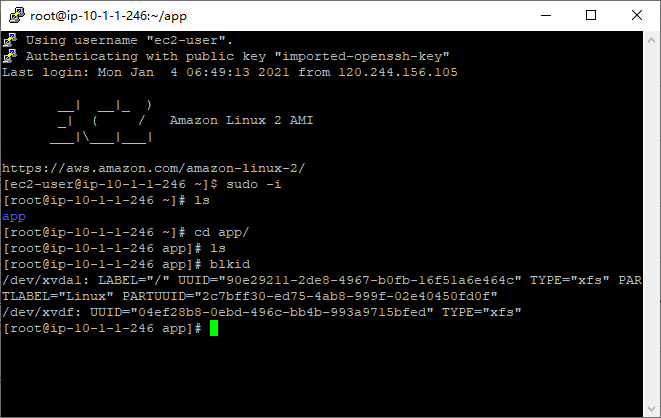 root@ip-10-1-1-246:~/app
Using username "ec2-user".
Authenticating with public key "imported-openssh-key"
Last login: Mon Jan  4 06:49:13 2021 from 120.244.156.105
       __|  __|_  )
       _|  (     /   Amazon Linux 2 AMI
      ___|\___|___|
https://aws.amazon.com/amazon-linux-2/
[ec2-user@ip-10-1-1-246 ~]$ sudo -i
[root@ip-10-1-1-246 ~]# ls
app
[root@ip-10-1-1-246 ~]# cd app/
[root@ip-10-1-1-246 app]# ls
[root@ip-10-1-1-246 app]# blkid
/dev/xvda1: LABEL="/" UUID="90e29211-2de8-4967-b0fb-16f51a6e464c" TYPE="xfs" PAR
TLABEL="Linux" PARTUUID="2c7bff30-ed75-4ab8-999f-02e40450fd0f"
/dev/xvdf: UUID="04ef28b8-0ebd-496c-bb4b-993a9715bfed" TYPE="xfs"
[root@ip-10-1-1-246 app]#